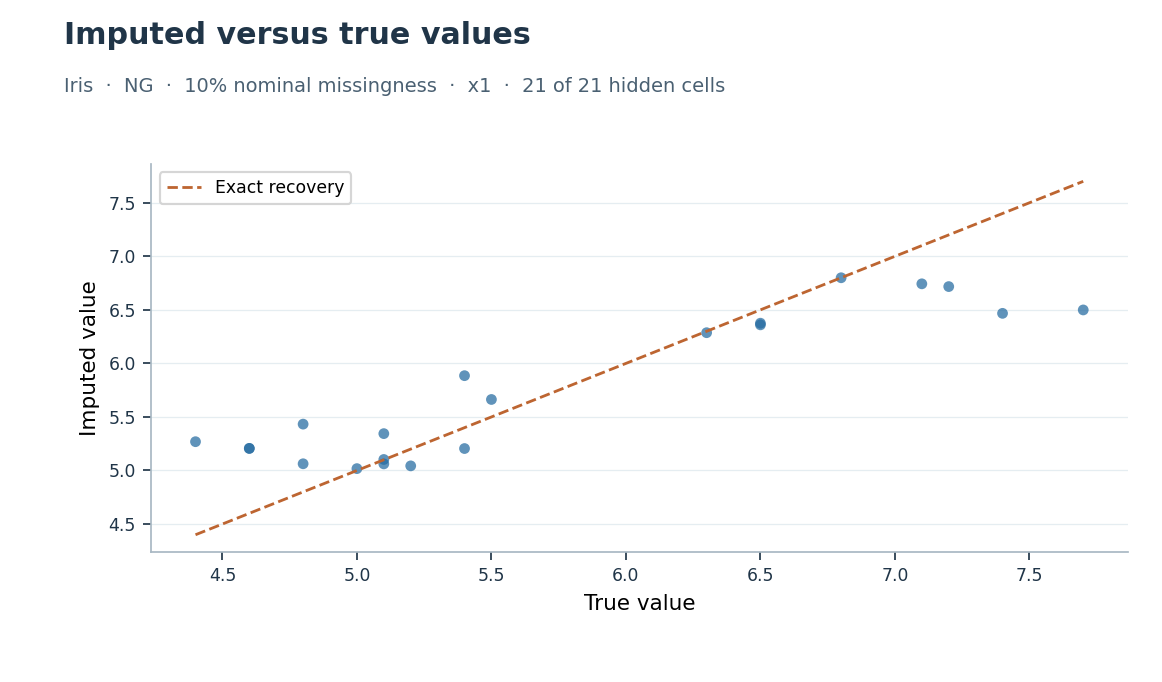 Imputed versus true values
Iris · NG · 10% nominal missingness · x1 · 21 of 21 hidden cells
Exact recovery
7.5
7.0
6.5
6.0
5.5
5.0
4.5
Imputed value
4.5 5.0 5.5 6.0 6.5 7.0 7.5
True value